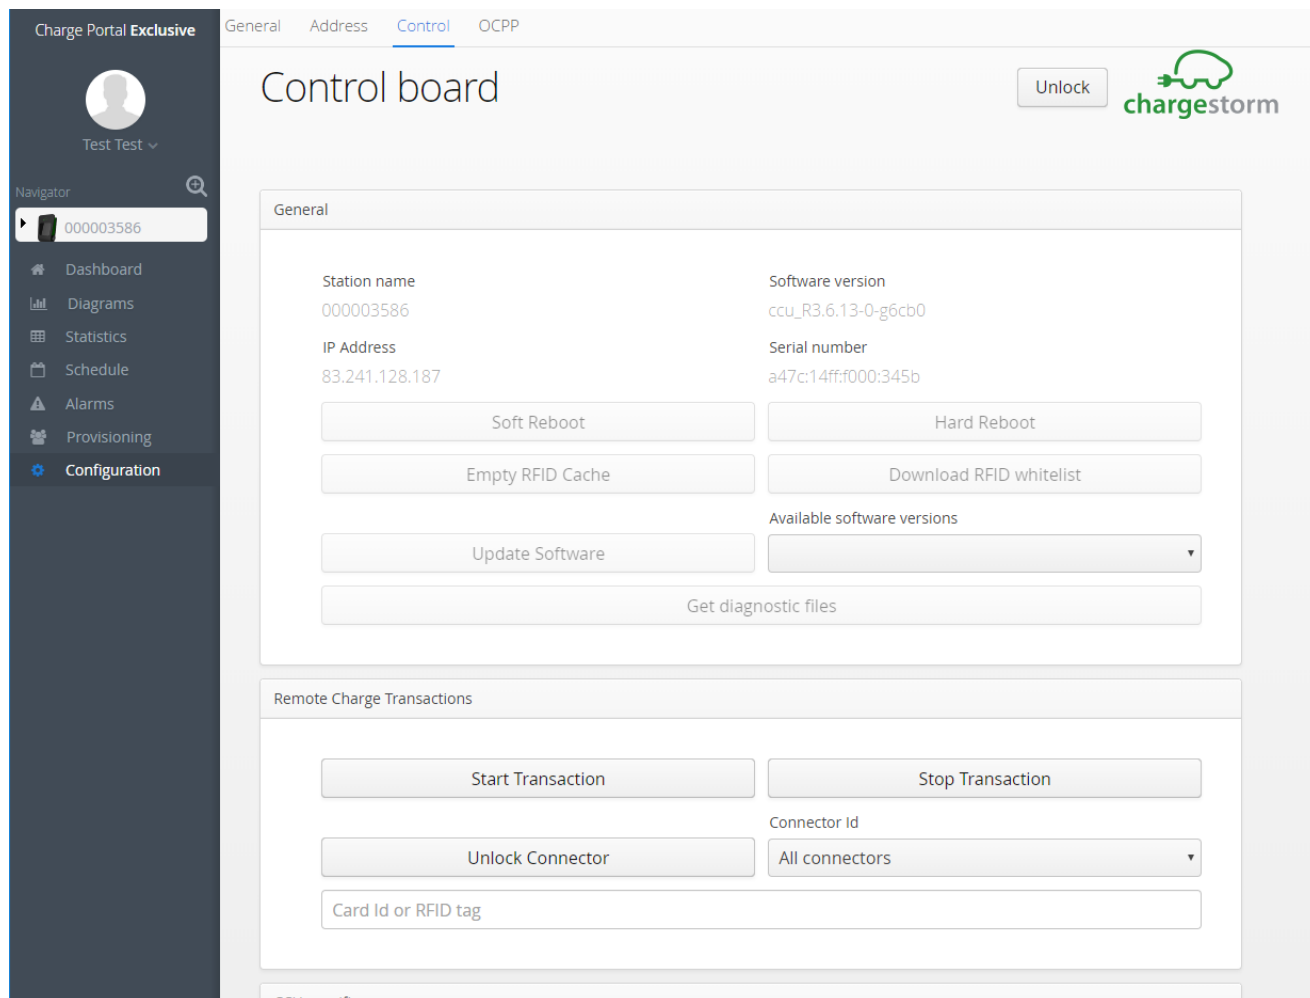 Charge Portal Exclusive
General Address Control OCPP
Control board
Unlock
chargestorm
Test Test
Navigator
000003586
Dashboard
Diagrams
Statistics
Schedule
Alarms
Provisioning
Configuration
General
Station name
Software version
000003586
ccu_R3.6.13-0-g6cb0
IP Address
Serial number
83.241.128.187
a47c:14ff:f000:345b
Soft Reboot
Hard Reboot
Empty RFID Cache
Download RFID whitelist
Available software versions
Update Software
Get diagnostic files
Remote Charge Transactions
Start Transaction
Stop Transaction
Connector Id
Unlock Connector
All connectors
Card Id or RFID tag